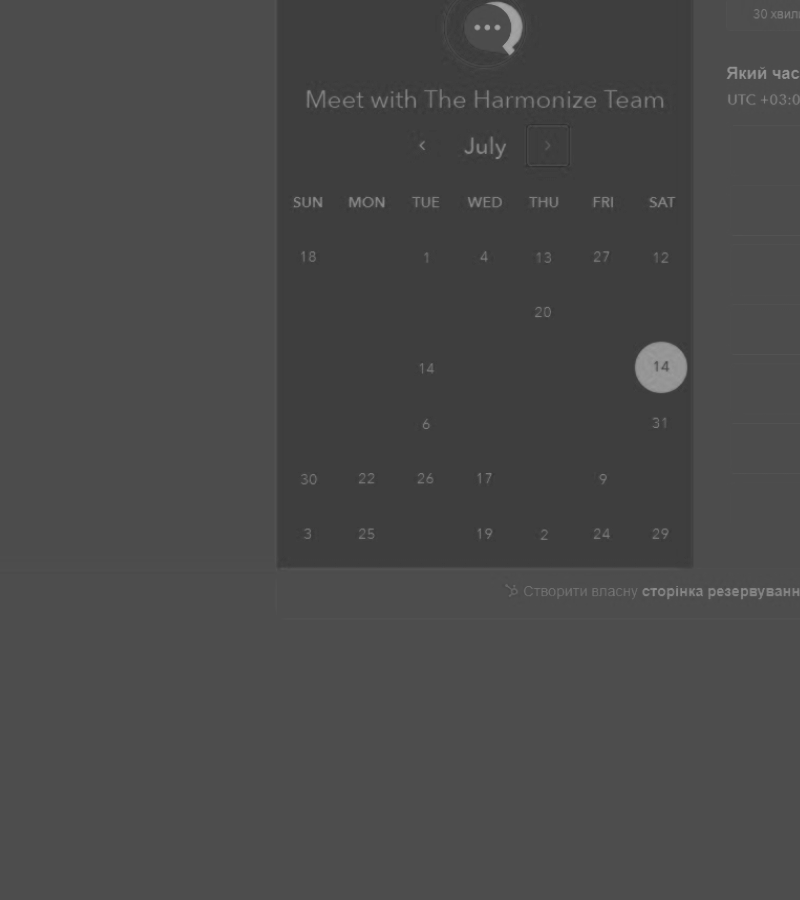 30
Meet with The Harmonize Team
Який час
July
UTC +03:0
SUN MON TUE WED THU FRI SAT
18 1 4 13 27 12
20
14 14
6 31
30 22 26 17 9
3 25 19 2 24 29
Створити власну сторінка